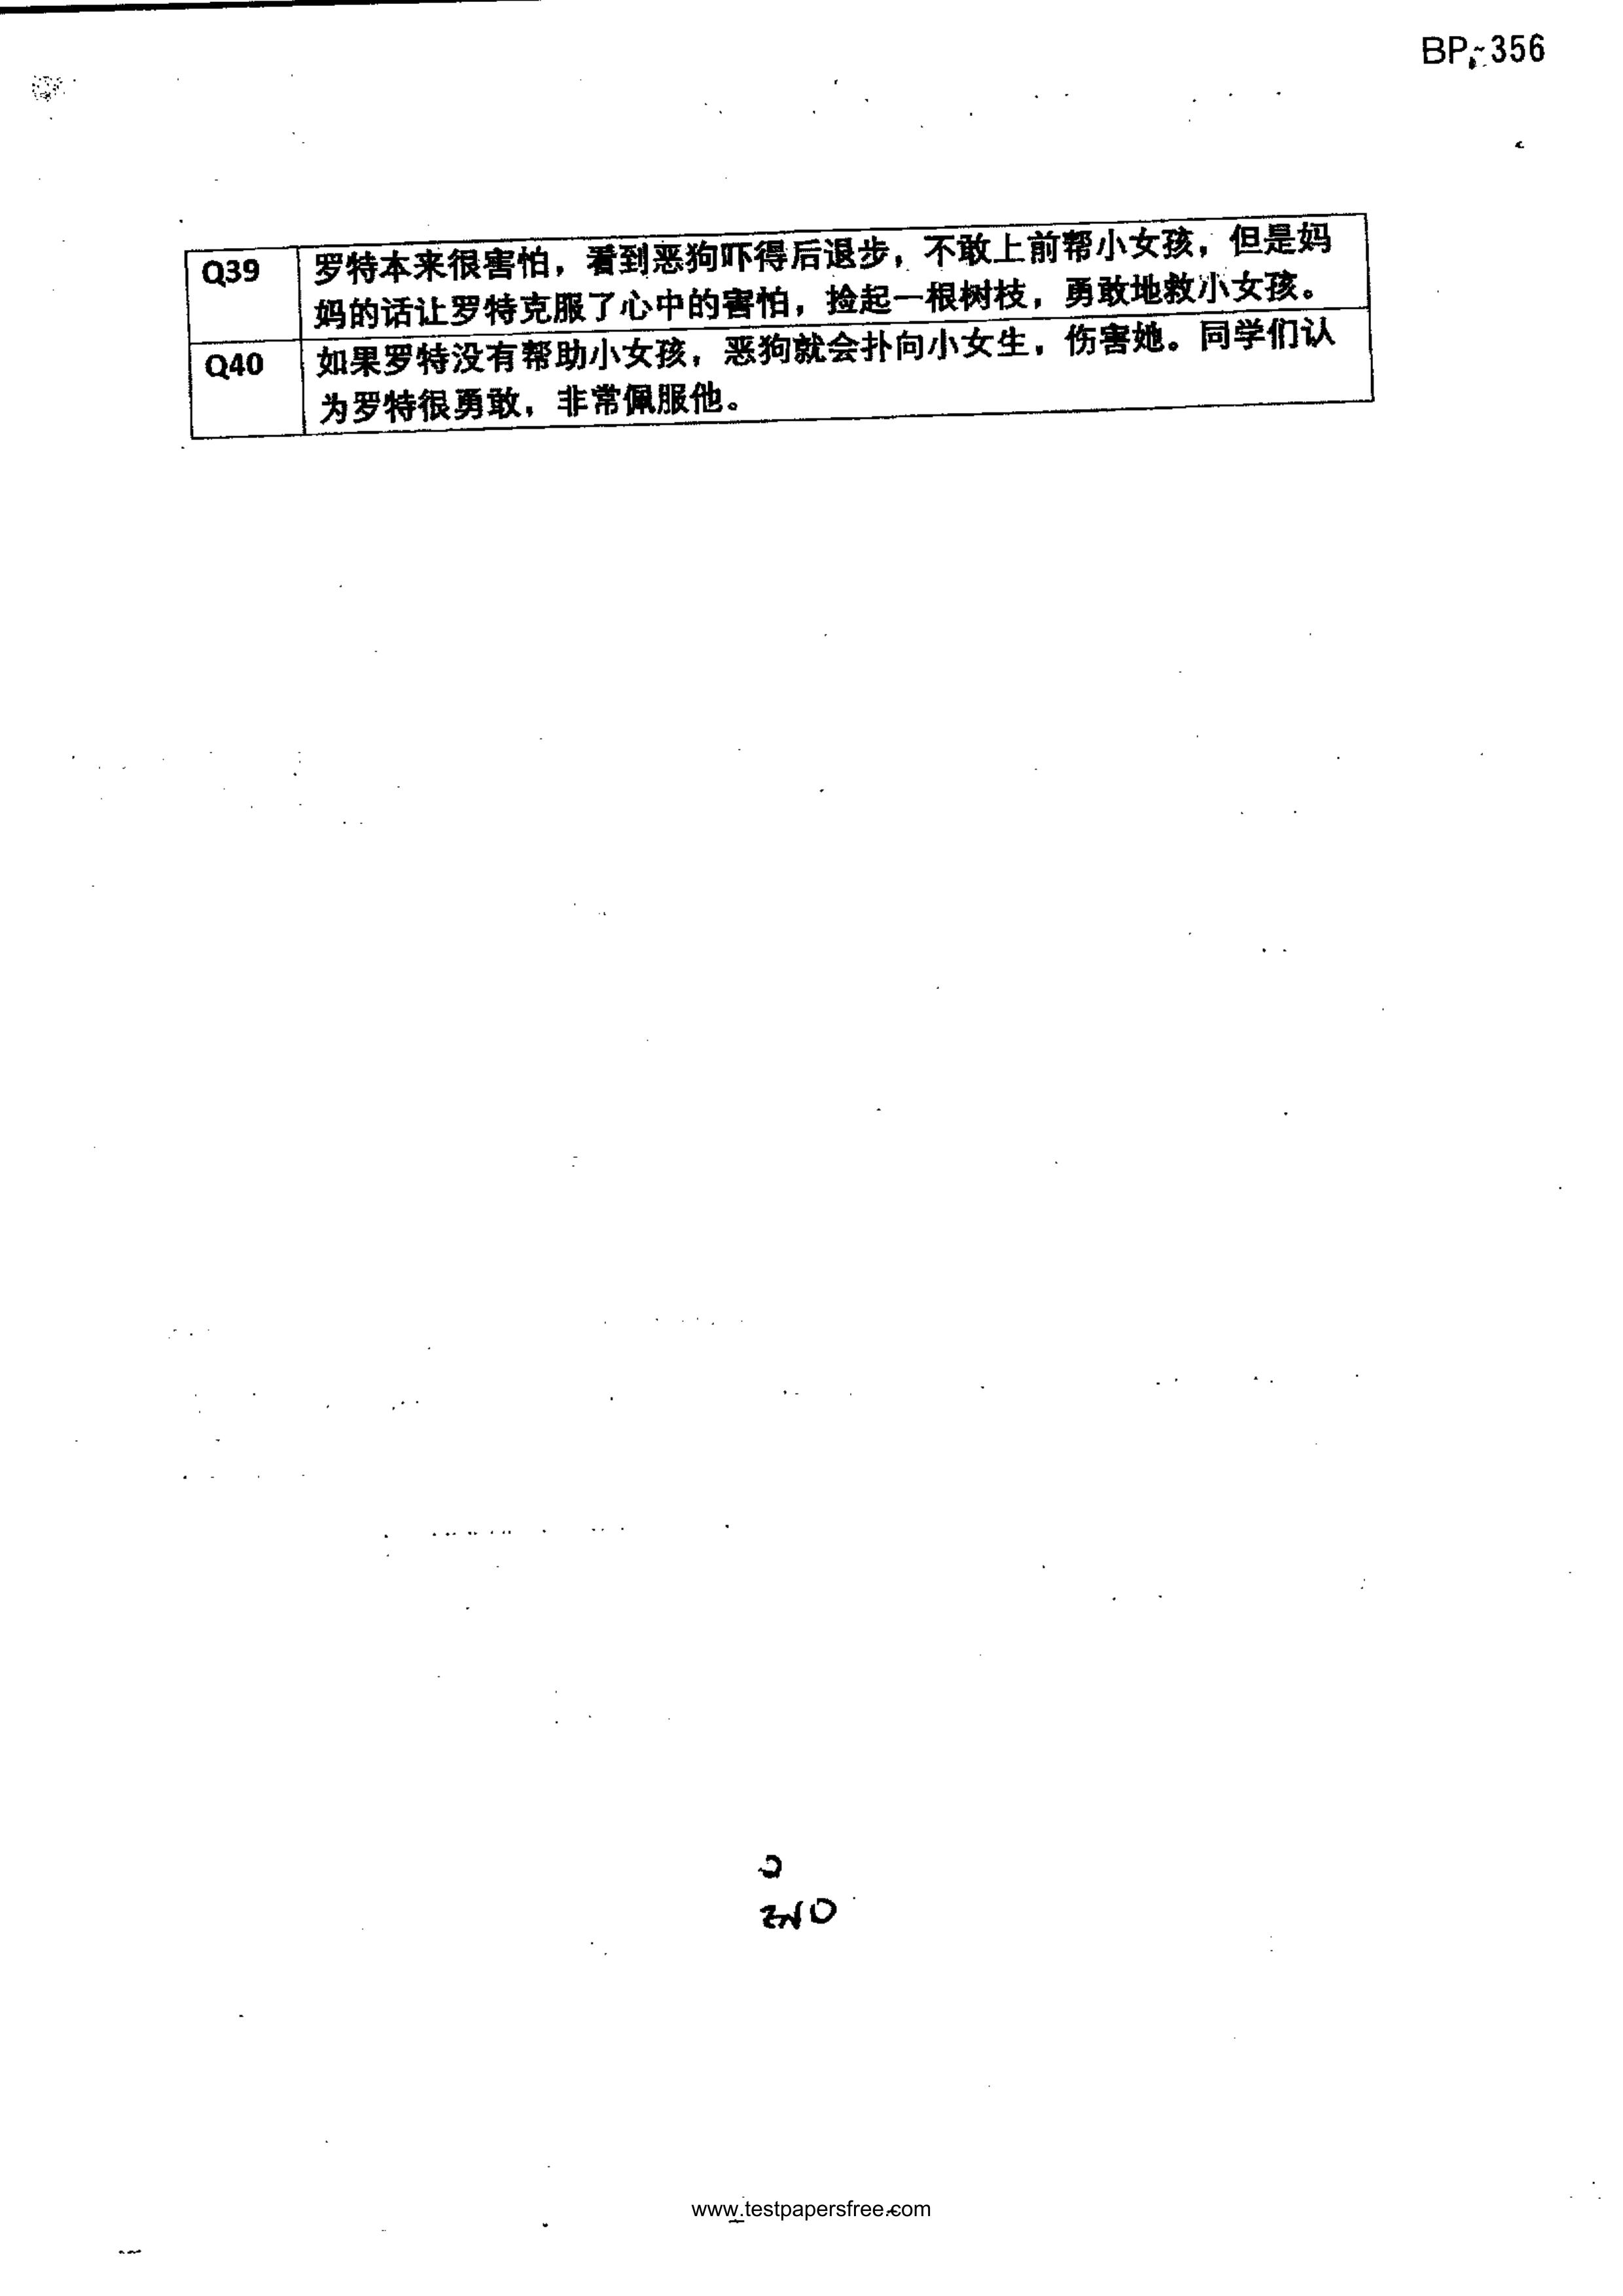 BP~356
Q39 罗特本来很害怕，看到恶狗吓得后退步，不敢上前帮小女孩，但是妈
妈的话让罗特克服了心中的害怕，捡起一根树枝，勇敢地救小女孩。
Q40 如果罗特没有帮助小女孩，恶狗就会扑向小女生，伤害她。同学们认
为罗特很勇敢，非常佩服他。
www.testpapersfree.com